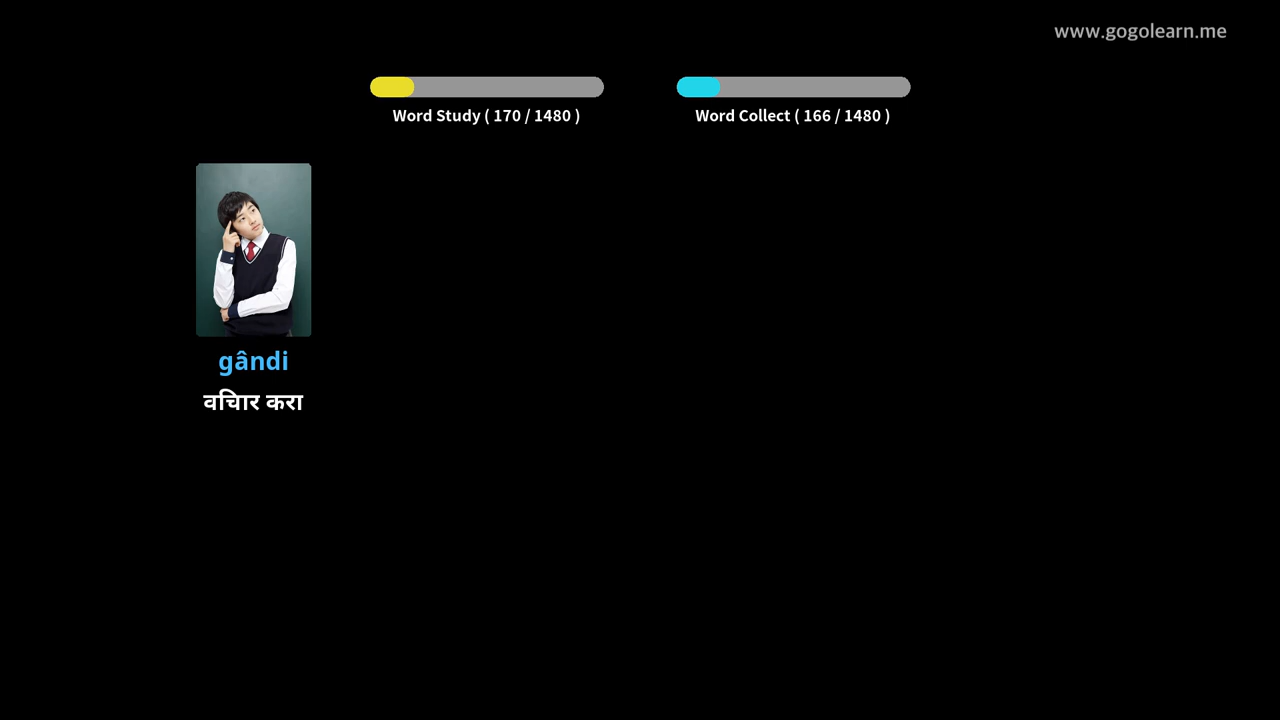 www.gogolearn.me
Word Study ( 170 / 1480 )
Word Collect ( 166 / 1480 )
gândi
विचार करा